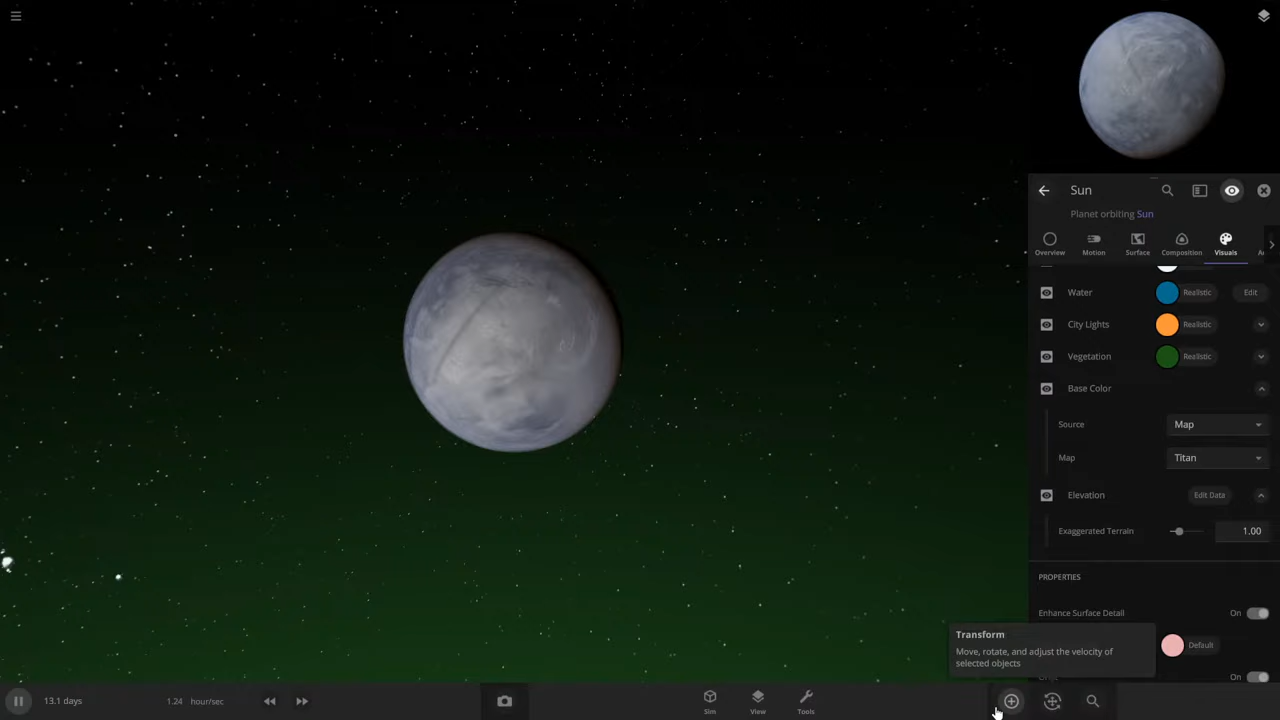 Sun
Planet orbiting Sun
Overview Motion Surface Composition Visuals
Water Realistic Edit
City Lights Realistic
Vegetation Realistic
Base Color
Source Map
Map Titan
Elevation Edit Data
Exaggerated Terrain 1.00
PROPERTIES
Enhance Surface Detail On
Transform
Move, rotate, and adjust the velocity of
selected objects
Default
On
13.1 days 1.24 hour/sec Sim View Tools